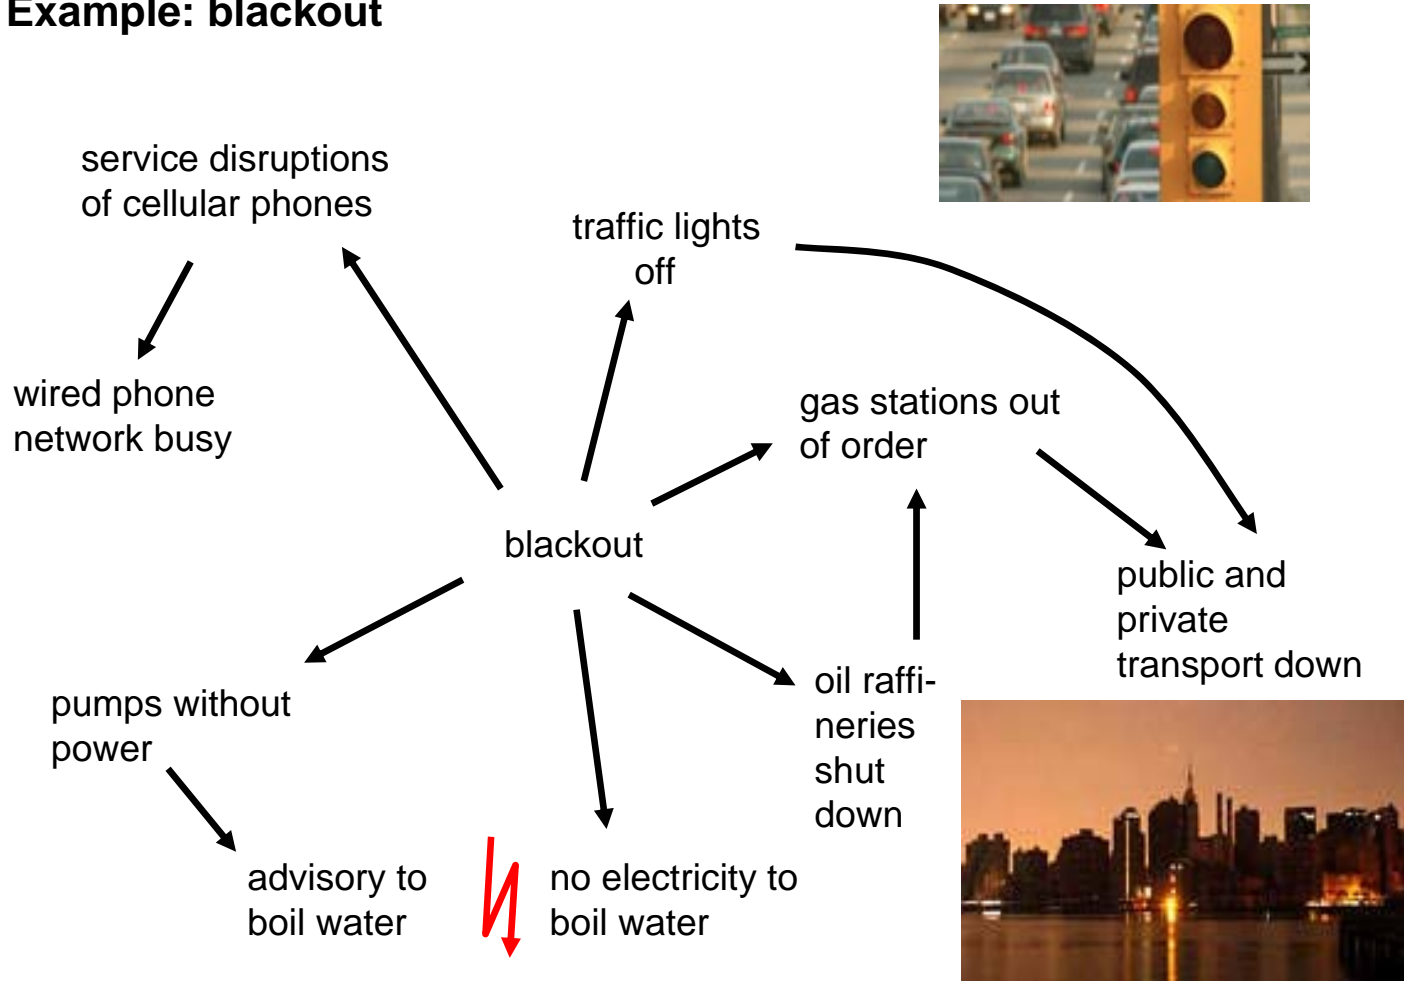 Example: blackout
service disruptions
of cellular phones
traffic lights
off
wired phone
network busy
gas stations out
of order
blackout
public and
private
transport down
pumps without
power
oil raffi-
neries
shut
down
advisory to
boil water
no electricity to
boil water